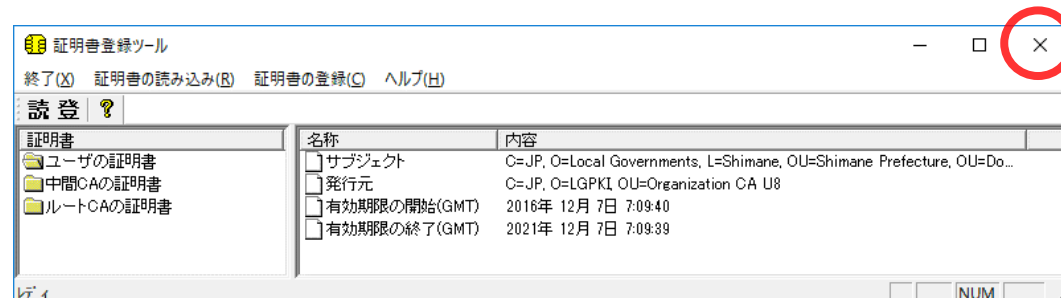 証明書登録ツール
終了(X) 証明書の読み込み(R) 証明書の登録(C) ヘルプ(H)
読 登 ?
証明書 名称 内容
ユーザの証明書 サブジェクト C=JP, O=Local Governments, L=Shimane, OU=Shimane Prefecture, OU=Do...
中間CAの証明書 発行元 C=JP, O=LGPKI, OU=Organization CA U8
ルートCAの証明書 有効期限の開始(GMT) 2016年 12月 7日 7:09:40
有効期限の終了(GMT) 2021年 12月 7日 7:09:39
レディ NUM